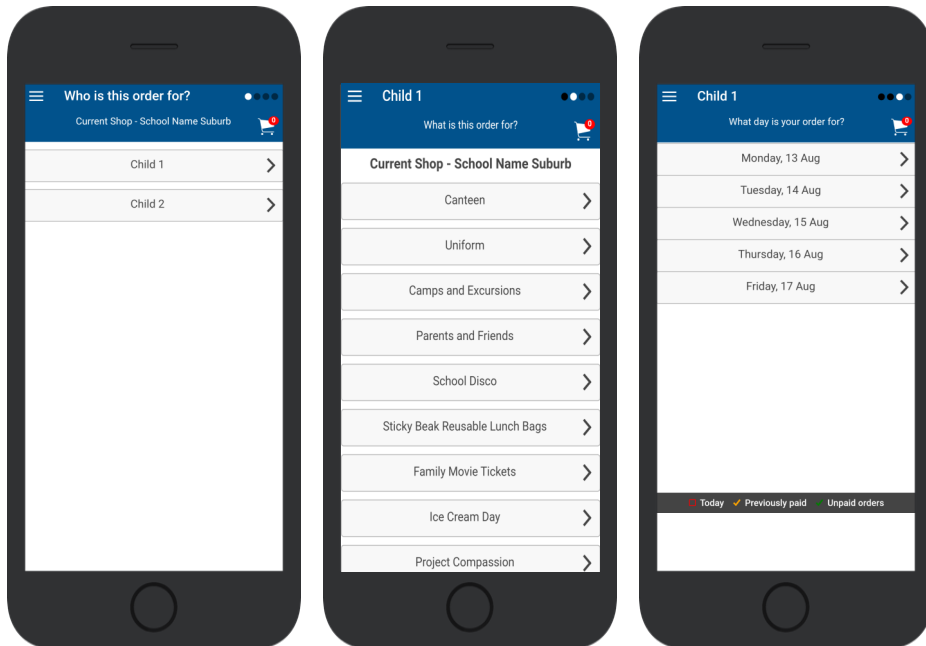 Who is this order for?
Current Shop - School Name Suburb
0
Child 1
Child 2
Child 1
What is this order for?
0
Current Shop - School Name Suburb
Canteen
Uniform
Camps and Excursions
Parents and Friends
School Disco
Sticky Beak Reusable Lunch Bags
Family Movie Tickets
Ice Cream Day
Project Compassion
Child 1
What day is your order for?
0
Monday, 13 Aug
Tuesday, 14 Aug
Wednesday, 15 Aug
Thursday, 16 Aug
Friday, 17 Aug
Today Previously paid Unpaid orders